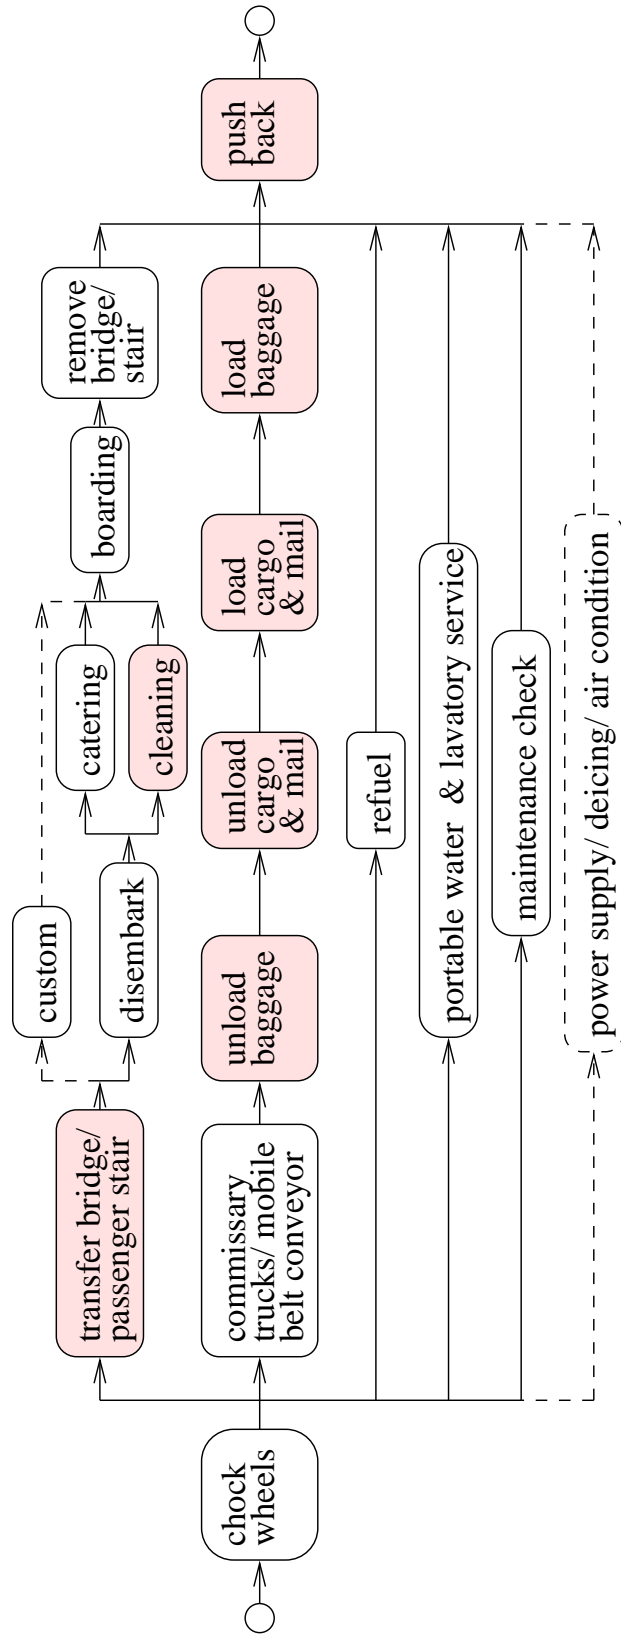 chock
wheels
transfer bridge/
passenger stair
custom
disembark
catering
cleaning
boarding
remove
bridge/
stair
commissary
trucks/ mobile
belt conveyor
unload
baggage
unload
cargo
& mail
load
cargo
& mail
load
baggage
refuel
portable water & lavatory service
maintenance check
power supply/ deicing/ air condition
push
back